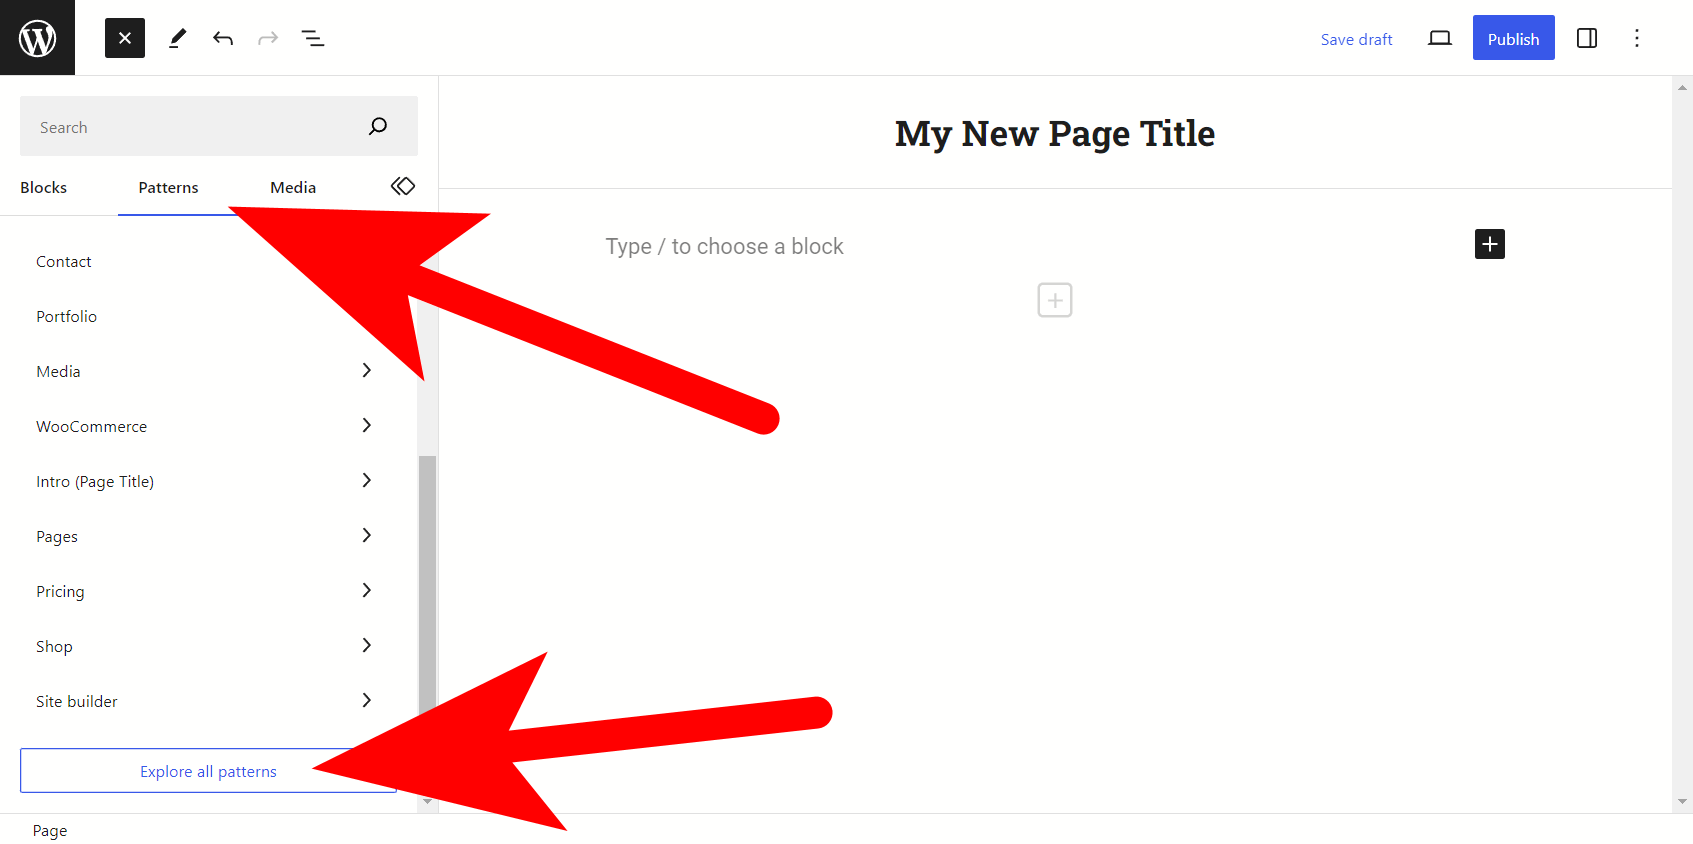 Save draft
Publish
Search
Blocks
Patterns
Media
My New Page Title
Type / to choose a block
Contact
Portfolio
Media
WooCommerce
Intro (Page Title)
Pages
Pricing
Shop
Site builder
Explore all patterns
Page